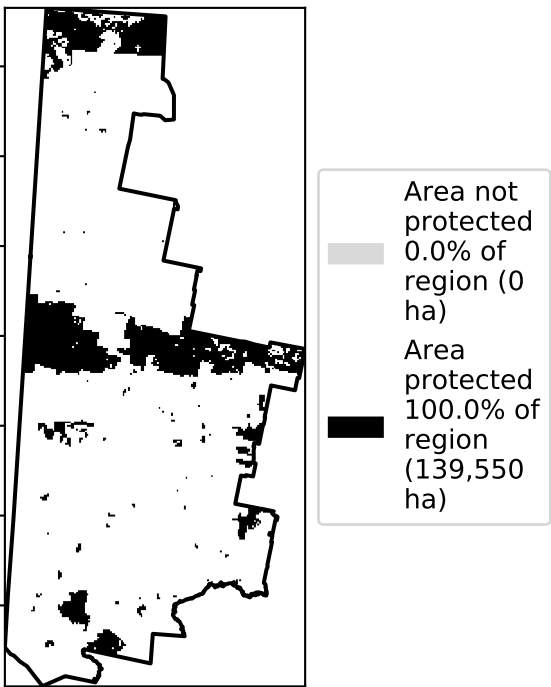 Area not
protected
0.0% of
region (0
ha)
Area
protected
100.0% of
region
(139,550
ha)